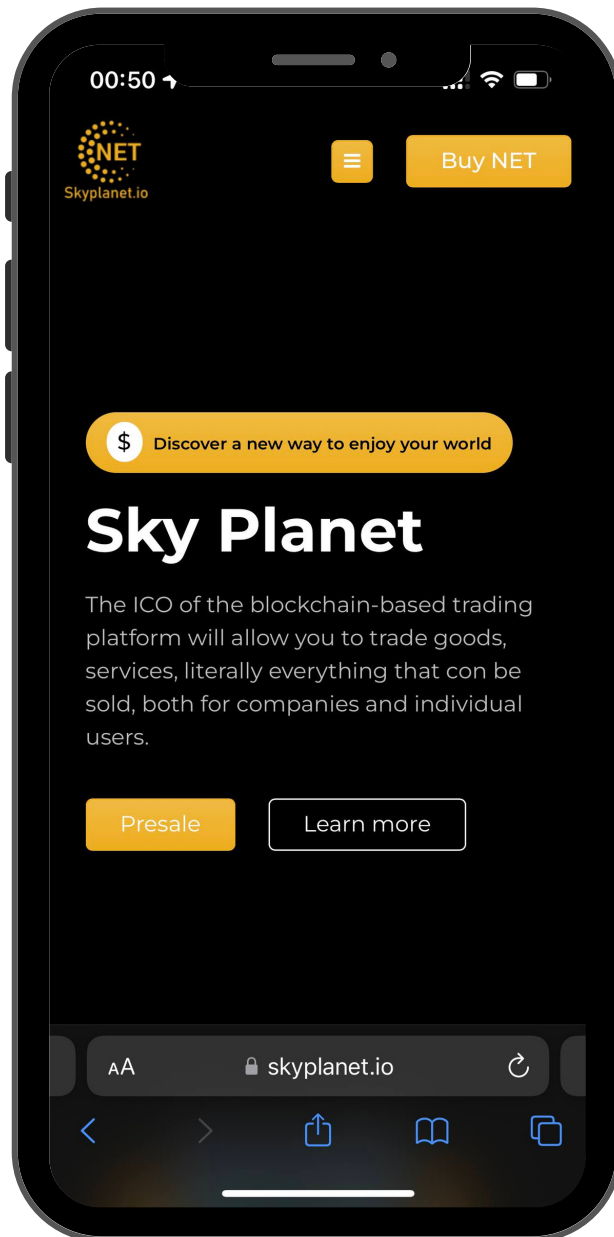 00:50
NET
Skyplanet.io
Buy NET
$ Discover a new way to enjoy your world
Sky Planet
The ICO of the blockchain-based trading
platform will allow you to trade goods,
services, literally everything that con be
sold, both for companies and individual
users.
Presale
Learn more
AA
skyplanet.io